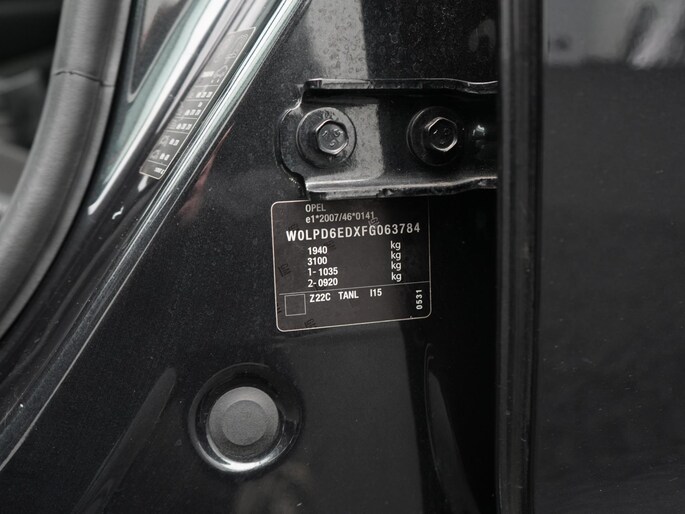 OPEL
e1*2007/46*0141
W0LPD6EDXFG063784
1940 kg
3100 kg
1- 1035 kg
2- 0920 kg
Z22C TANL I15
0531